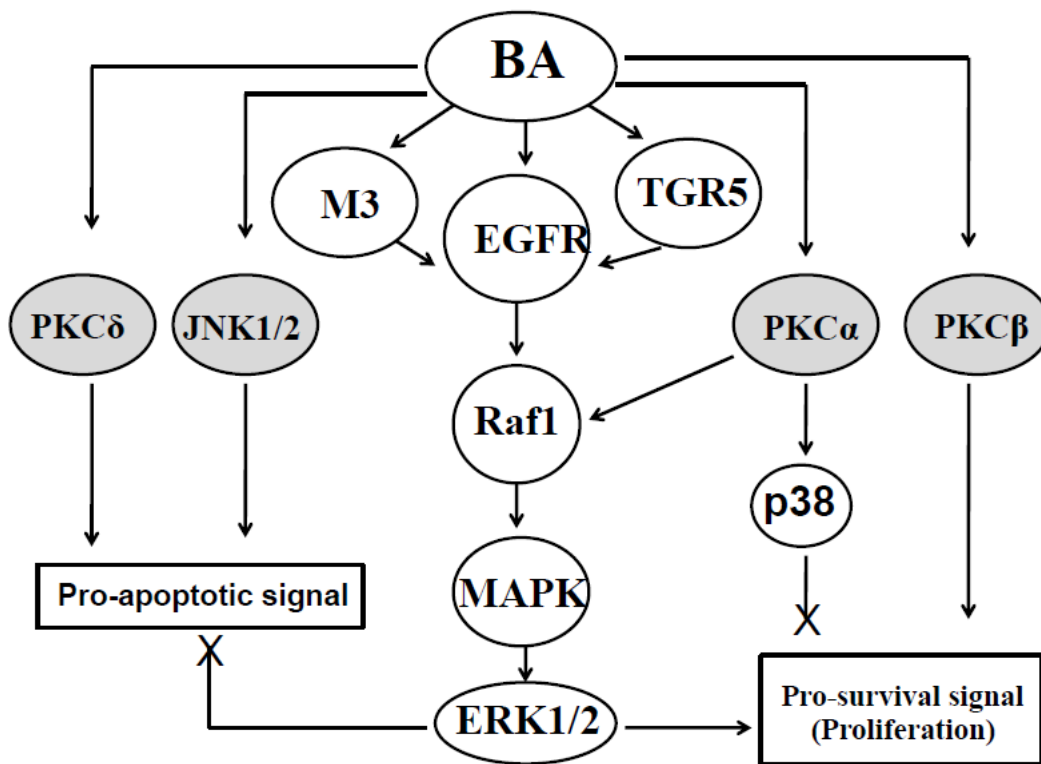 BA
M3
EGFR
TGR5
PKCδ
JNK1/2
PKCα
PKCβ
Raf1
p38
MAPK
Pro-apoptotic signal
X
X
ERK1/2
Pro-survival signal
(Proliferation)